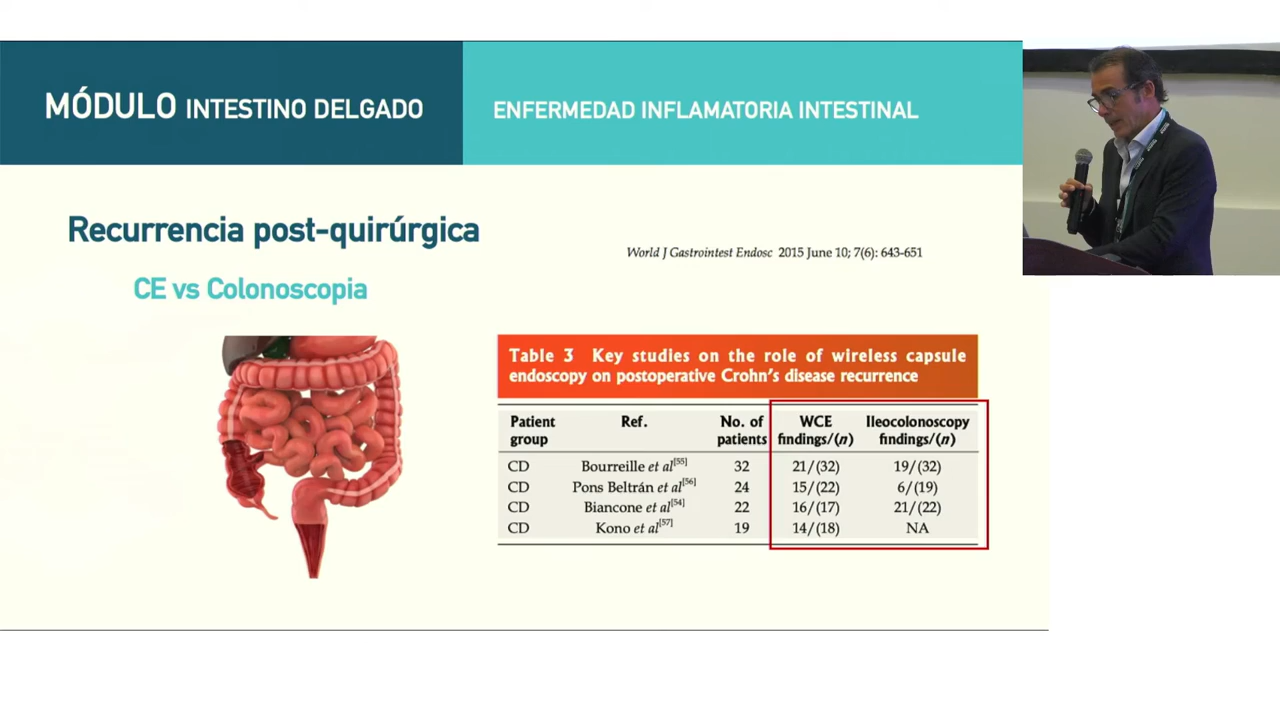 MÓDULO INTESTINO DELGADO
ENFERMEDAD INFLAMATORIA INTESTINAL
Recurrencia post-quirúrgica
CE vs Colonoscopia
World J Gastrointest Endosc 2015 June 10; 7(6): 643-651
Table 3 Key studies on the role of wireless capsule
endoscopy on postoperative Crohn's disease recurrence
Patient group Ref. No. of patients WCE findings/(n) Ileocolonoscopy findings/(n)
CD Bourreille et al[55] 32 21/(32) 19/(32)
CD Pons Beltrán et al[56] 24 15/(22) 6/(19)
CD Biancone et al[54] 22 16/(17) 21/(22)
CD Kono et al[57] 19 14/(18) NA